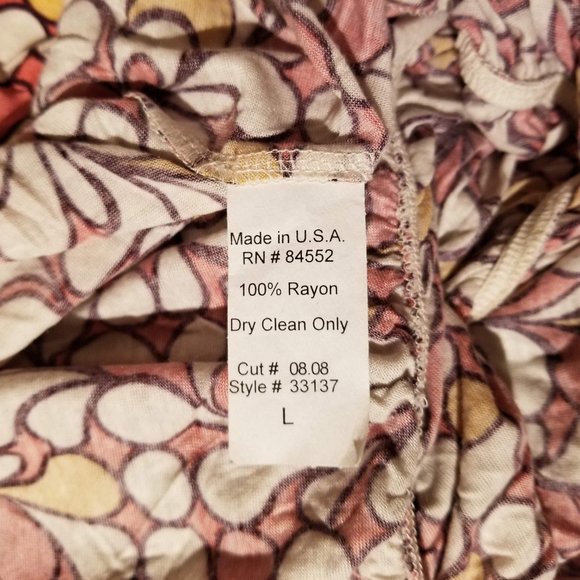 Made in U.S.A.
RN # 84552
100% Rayon
Dry Clean Only
Cut # 08.08
Style # 33137
L